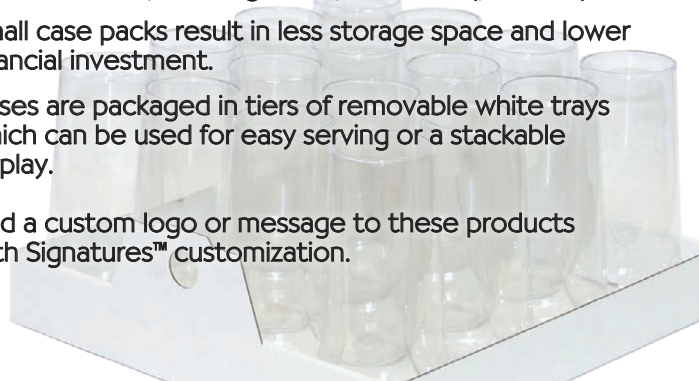 nall case packs result in less storage space and lower
ancial investment.
ses are packaged in tiers of removable white trays
ich can be used for easy serving or a stackable
play.
d a custom logo or message to these products
th Signatures™ customization.